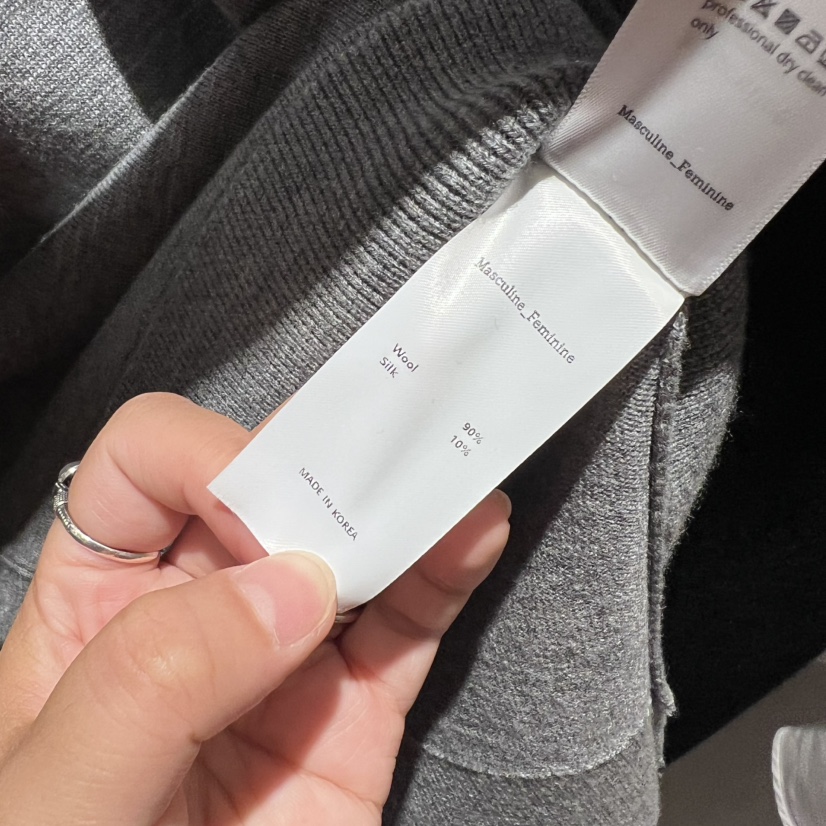 professional dry clean
only
Masculine_Feminine
Masculine_Feminine
Wool 90%
Silk 10%
MADE IN KOREA